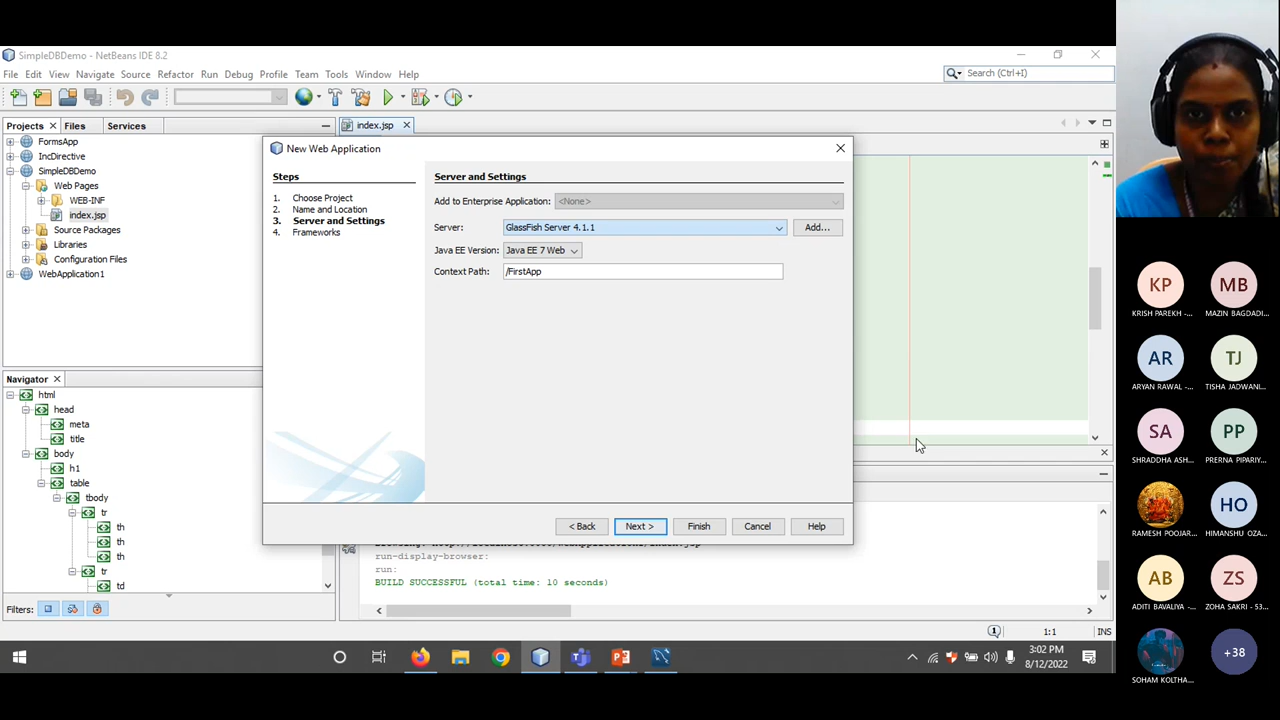 SimpleDBDemo - NetBeans IDE 8.2
File Edit View Navigate Source Refactor Run Debug Profile Team Tools Window Help
Search (Ctrl+I)
Projects Files Services
index.jsp
FormsApp
IncDirective
SimpleDBDemo
Web Pages
WEB-INF
index.jsp
Source Packages
Libraries
Configuration Files
WebApplication1
Navigator
html
head
meta
title
body
h1
table
tbody
tr
th
th
th
tr
td
Filters:
New Web Application
Steps
1. Choose Project
2. Name and Location
3. Server and Settings
4. Frameworks
Server and Settings
Add to Enterprise Application: <None>
Server: GlassFish Server 4.1.1 Add...
Java EE Version: Java EE 7 Web
Context Path: /FirstApp
< Back Next > Finish Cancel Help
run-display-browser:
run:
BUILD SUCCESSFUL (total time: 10 seconds)
1
1:1 INS
3:02 PM
8/12/2022
KP MB
KRISH PAREKH -... MAZIN BAGDADI...
AR TJ
ARYAN RAWAL -... TISHA JADWANI...
SA PP
SHRADDHA ASH... PRERNA PIPARIY...
HO
RAMESH POOJAR... HIMANSHU OZA...
AB ZS
ADITI BAVALIYA -... ZOHA SAKRI - 53...
+38
SOHAM KOLTHA...